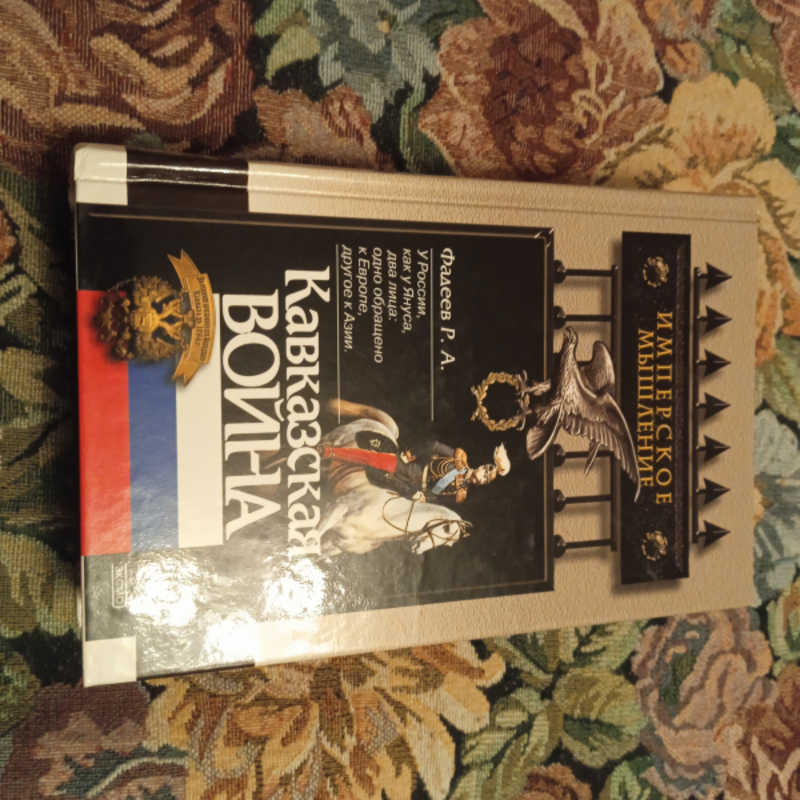 ИМПЕРСКОЕ
МЫШЛЕНИЕ
Фадеев Р. А.
У России,
как у Януса,
два лица:
одно обращено
к Европе,
другое к Азии.
Кавказская
ВОЙНА